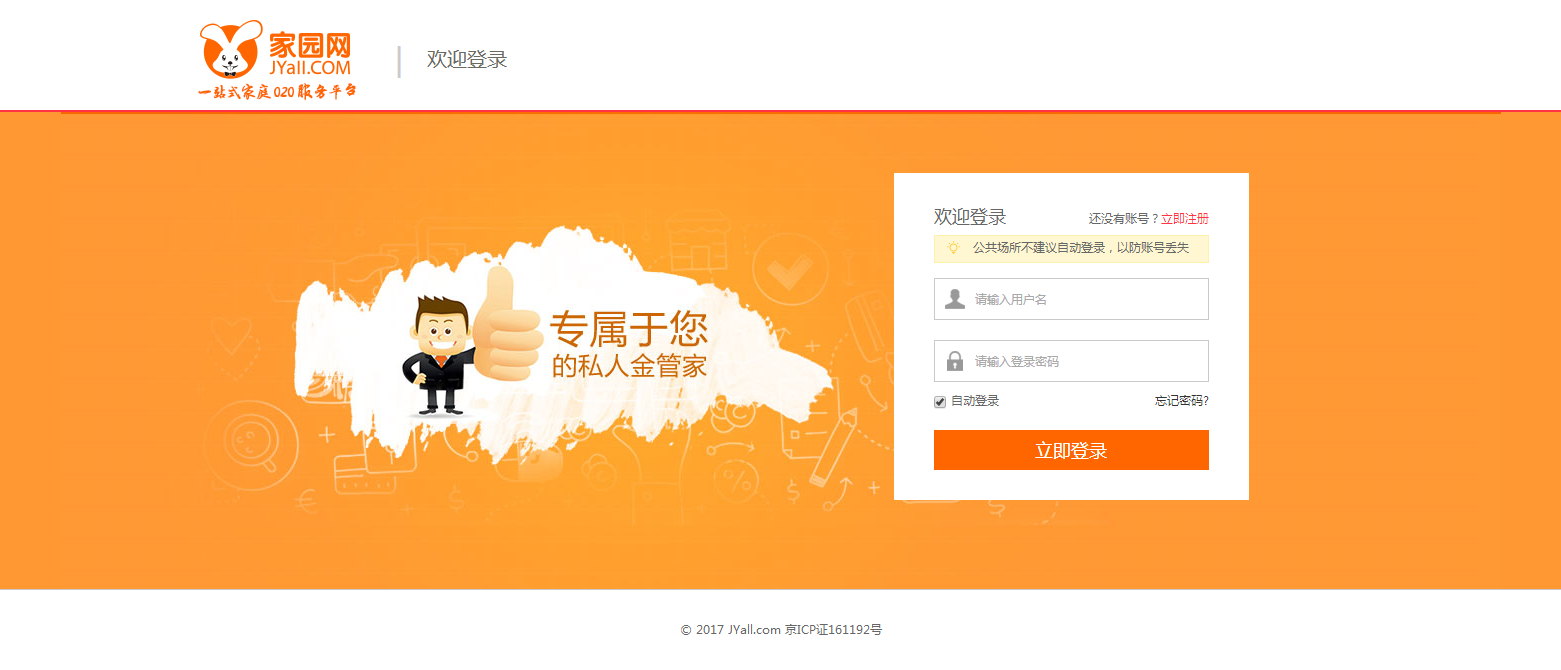 家园网
JYall.COM
一站式家庭O2O服务平台
欢迎登录
专属于您
的私人金管家
欢迎登录
还没有账号？立即注册
公共场所不建议自动登录，以防账号丢失
请输入用户名
请输入登录密码
自动登录
忘记密码?
立即登录
© 2017 JYall.com 京ICP证161192号